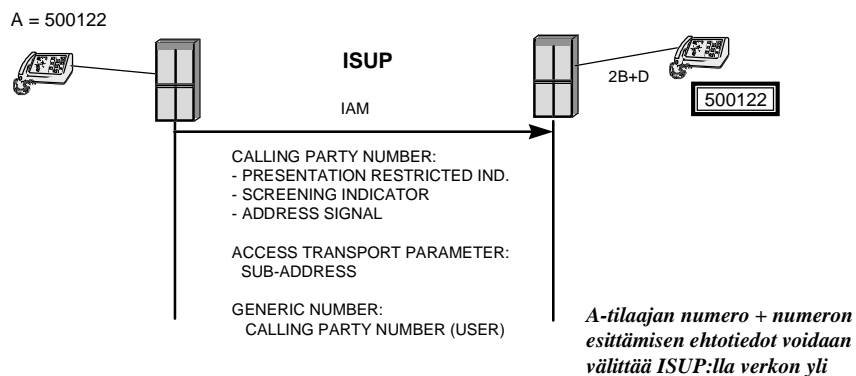 A = 500122
ISUP
2B+D
500122
IAM
CALLING PARTY NUMBER:
- PRESENTATION RESTRICTED IND.
- SCREENING INDICATOR
- ADDRESS SIGNAL
ACCESS TRANSPORT PARAMETER:
SUB-ADDRESS
GENERIC NUMBER:
CALLING PARTY NUMBER (USER)
A-tilaajan numero + numeron
esittämisen ehtotiedot voidaan
välittää ISUP:lla verkon yli